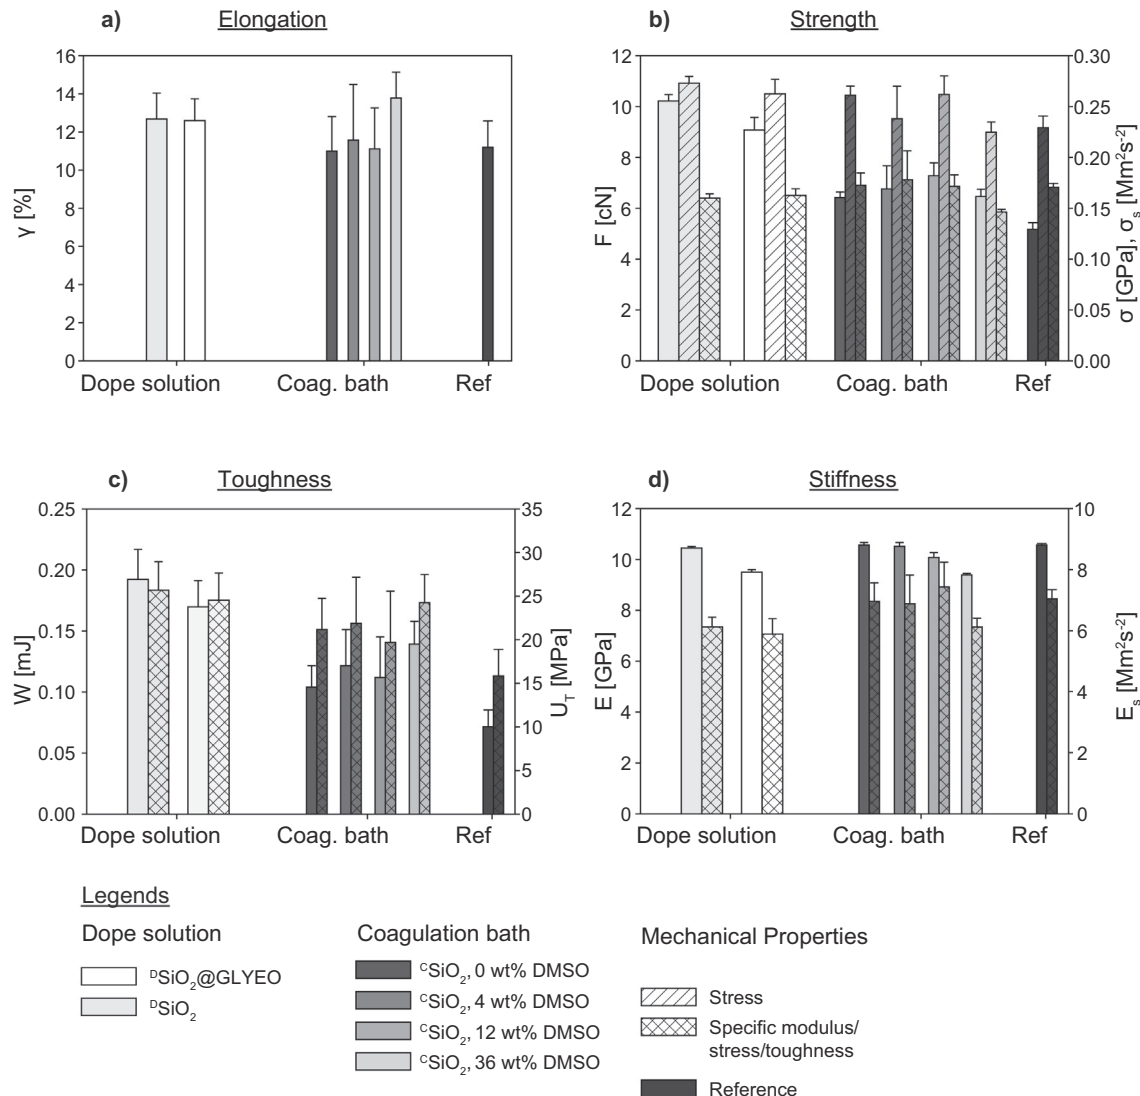 a) Elongation
16
14
12
10
8
6
4
2
0
γ [%]
Dope solution Coag. bath Ref
b) Strength
12
10
8
6
4
2
0
F [cN]
0.30
0.25
0.20
0.15
0.10
0.05
0.00
σ [GPa], σₛ [Mm²s⁻²]
Dope solution Coag. bath Ref
c) Toughness
0.25
0.20
0.15
0.10
0.05
0.00
W [mJ]
35
30
25
20
15
10
5
0
U_T [MPa]
Dope solution Coag. bath Ref
d) Stiffness
12
10
8
6
4
2
0
E [GPa]
10
8
6
4
2
0
Eₛ [Mm²s⁻²]
Dope solution Coag. bath Ref
Legends
Dope solution
ᴰSiO₂@GLYEO
ᴰSiO₂
Coagulation bath
ᶜSiO₂, 0 wt% DMSO
ᶜSiO₂, 4 wt% DMSO
ᶜSiO₂, 12 wt% DMSO
ᶜSiO₂, 36 wt% DMSO
Mechanical Properties
Stress
Specific modulus/
stress/toughness
Reference